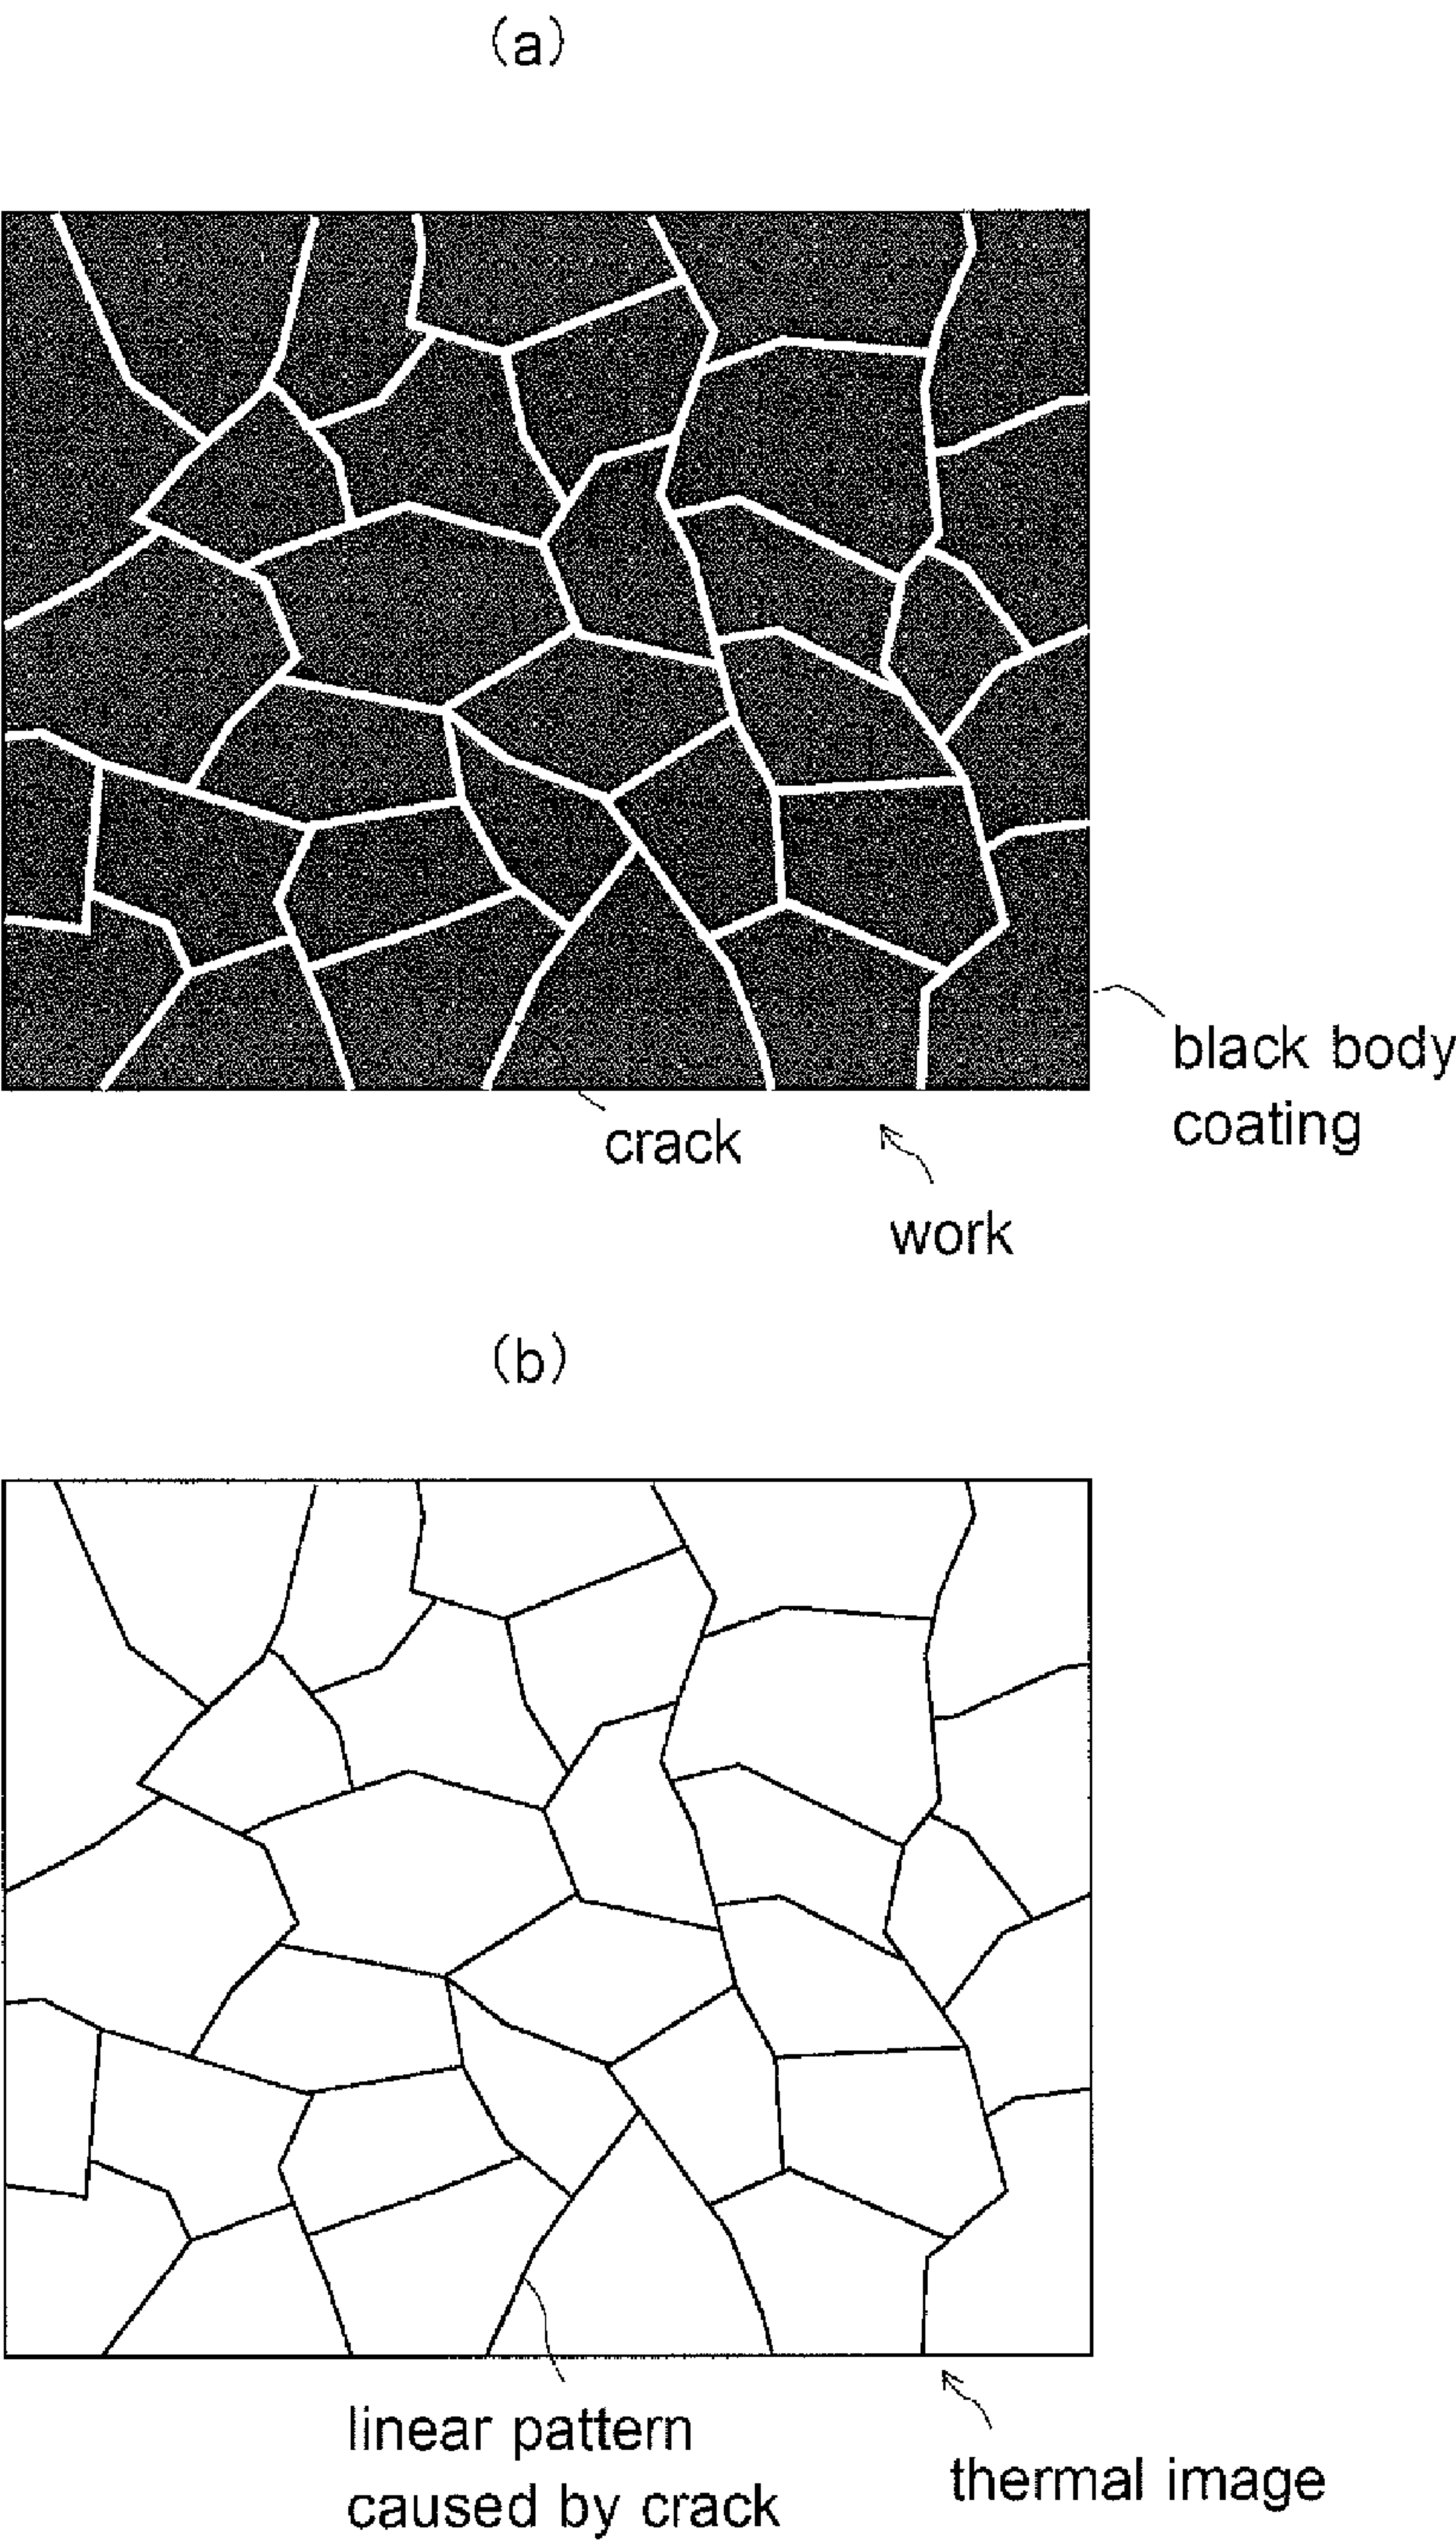 (a)
black body
coating
crack
work
(b)
linear pattern
caused by crack
thermal image